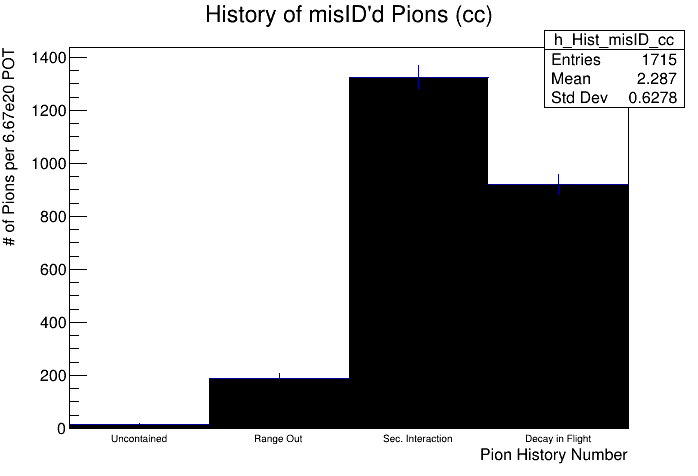 History of misID'd Pions (cc)
h_Hist_misID_cc
Entries 1715
Mean 2.287
Std Dev 0.6278
# of Pions per 6.67e20 POT
1400
1200
1000
800
600
400
200
0
Uncontained Range Out Sec. Interaction Decay in Flight
Pion History Number